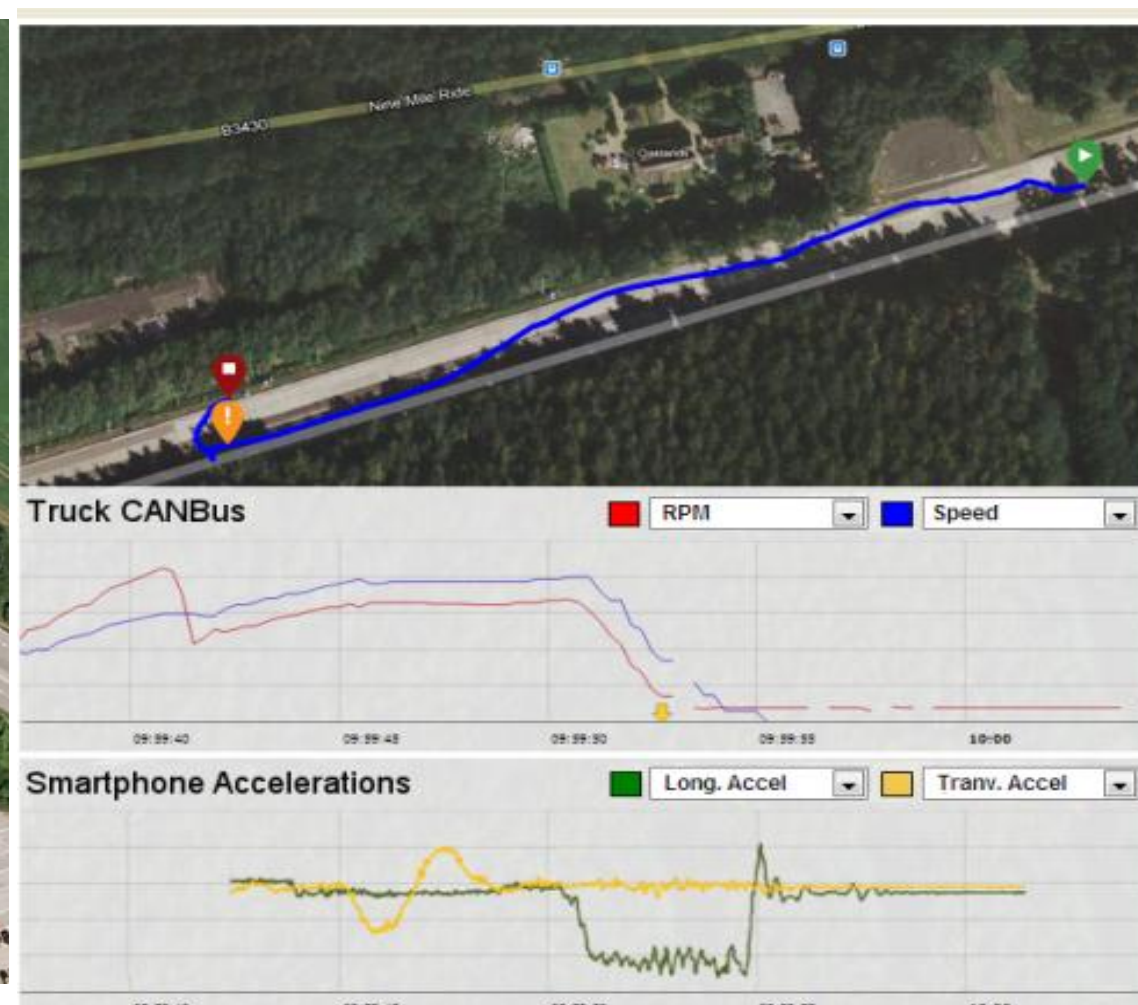 Nine Mile Ride
B3430
Oaklands
Truck CANBus
RPM
Speed
09:59:40
09:59:45
09:59:50
09:59:55
10:00
Smartphone Accelerations
Long. Accel
Tranv. Accel